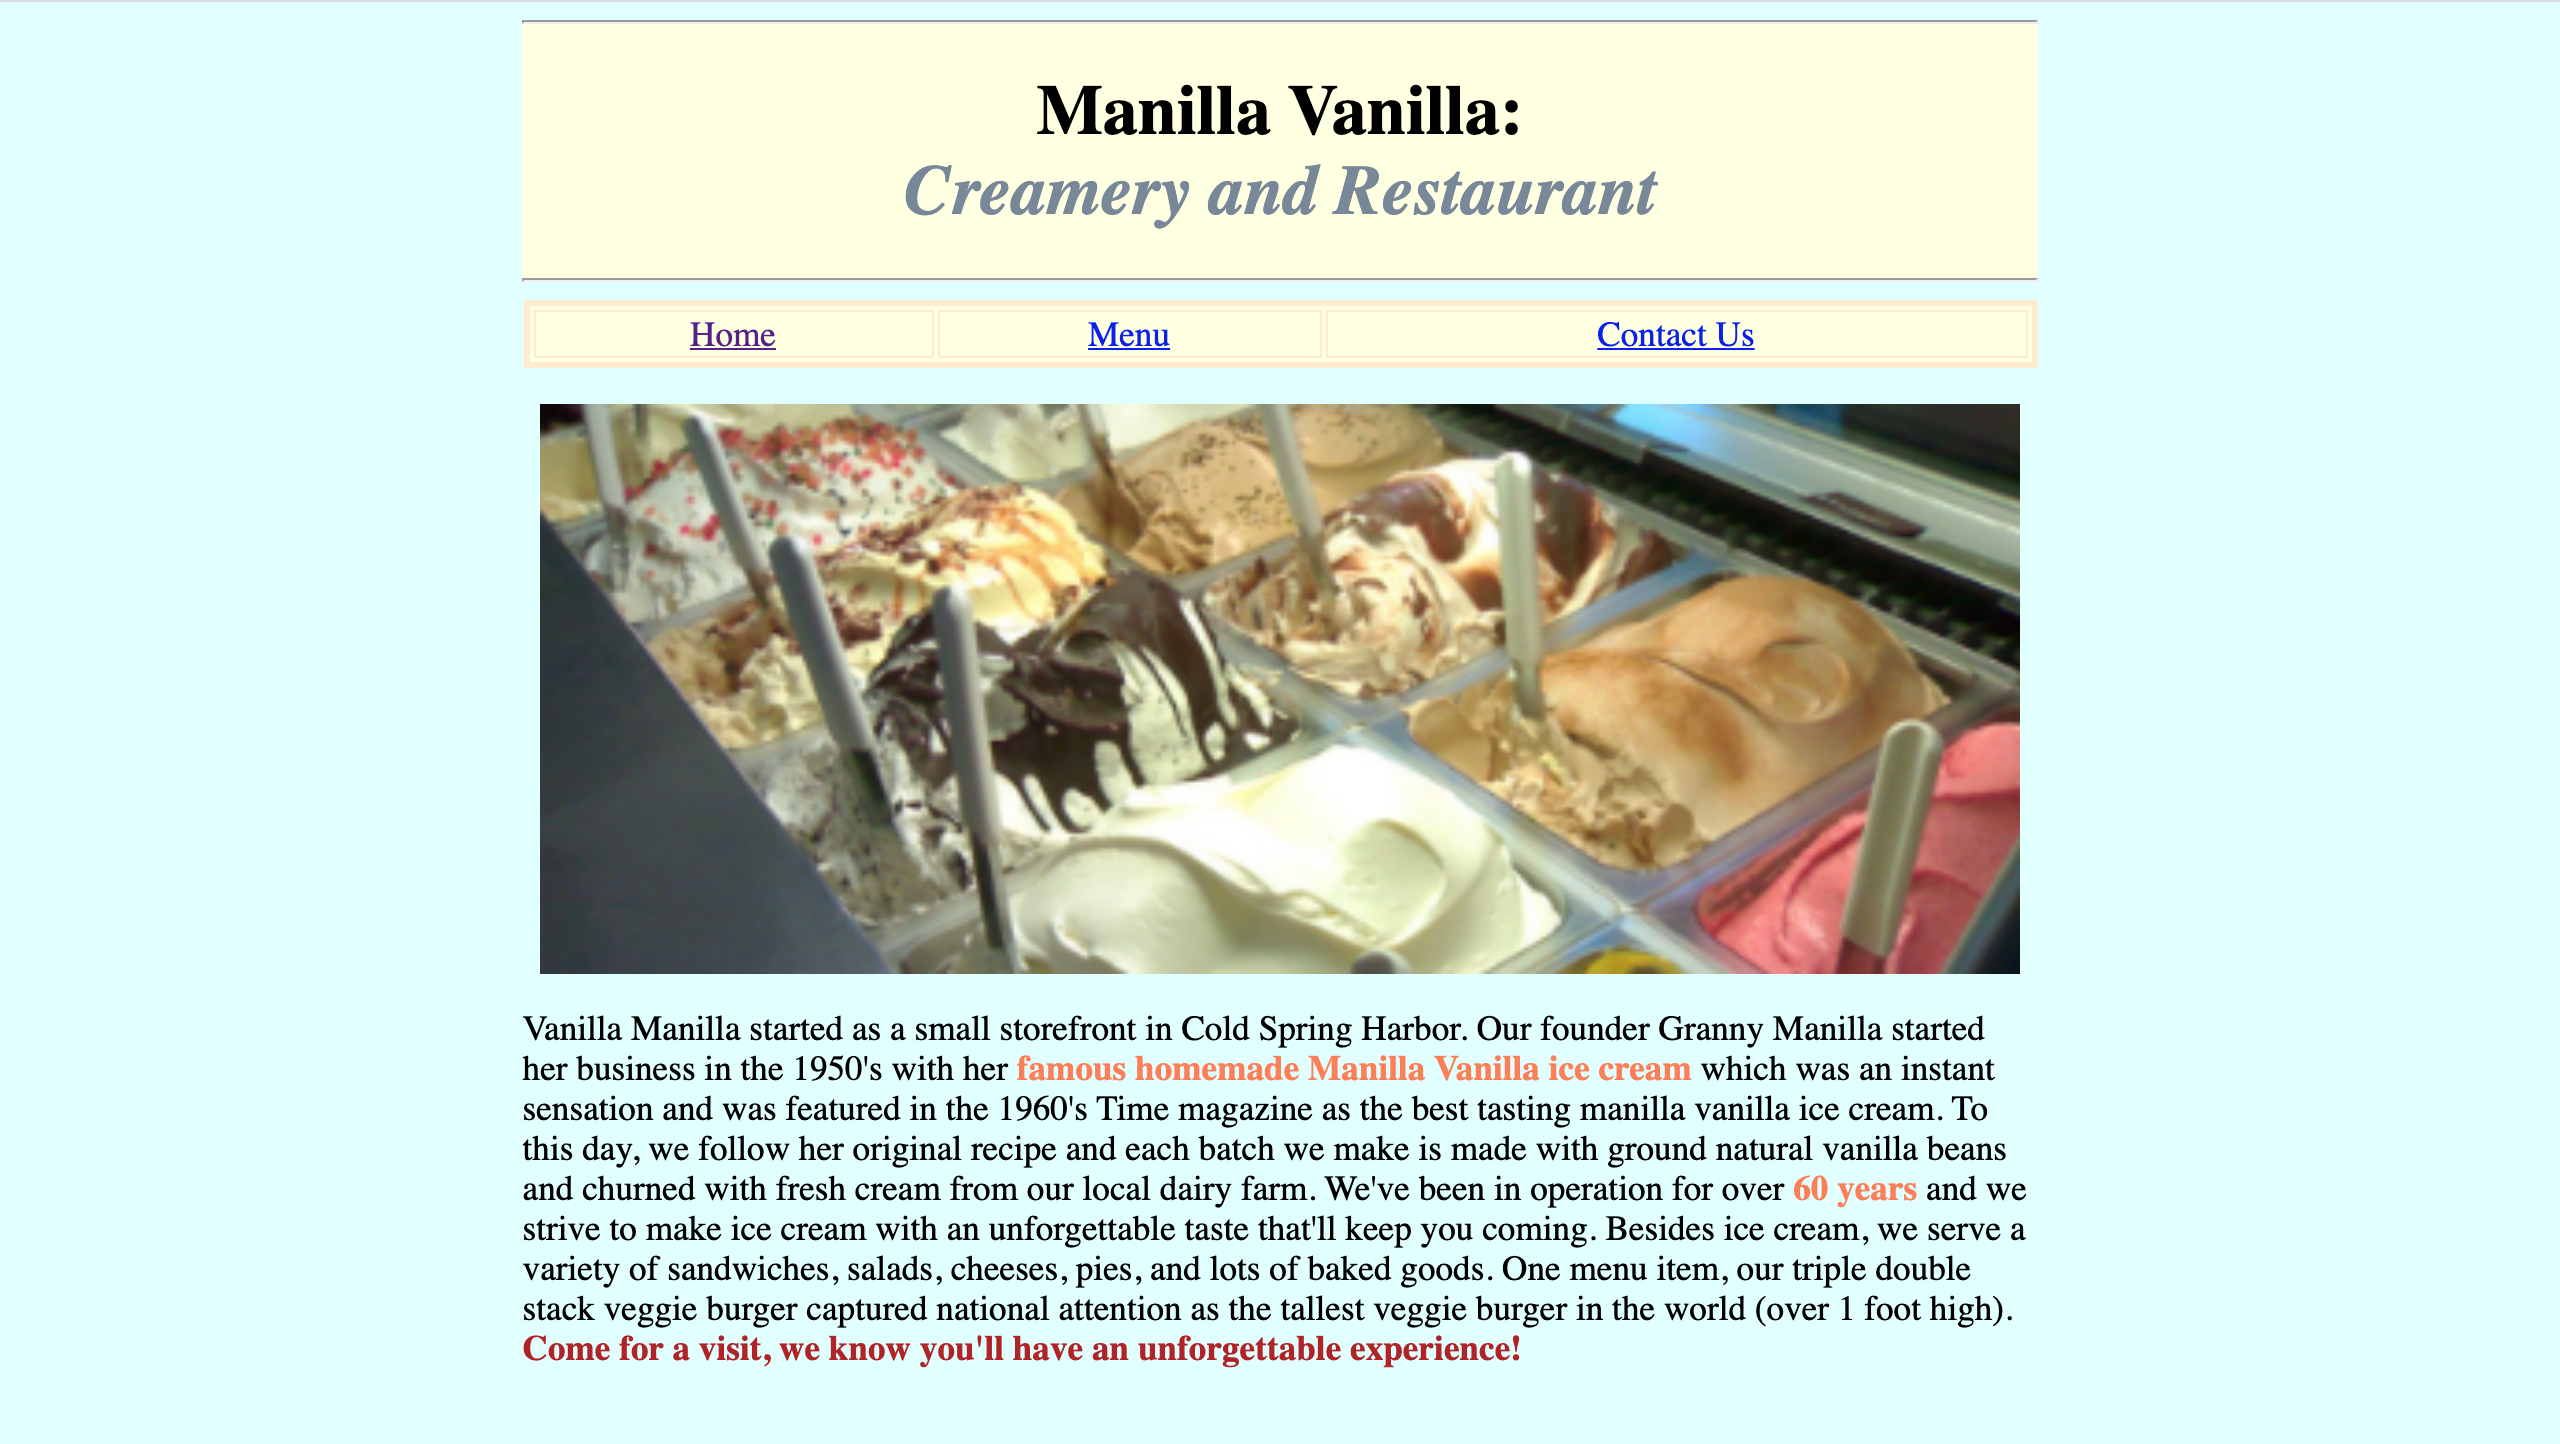 Manilla Vanilla:
Creamery and Restaurant
Home
Menu
Contact Us
Vanilla Manilla started as a small storefront in Cold Spring Harbor. Our founder Granny Manilla started
her business in the 1950's with her famous homemade Manilla Vanilla ice cream which was an instant
sensation and was featured in the 1960's Time magazine as the best tasting manilla vanilla ice cream. To
this day, we follow her original recipe and each batch we make is made with ground natural vanilla beans
and churned with fresh cream from our local dairy farm. We've been in operation for over 60 years and we
strive to make ice cream with an unforgettable taste that'll keep you coming. Besides ice cream, we serve a
variety of sandwiches, salads, cheeses, pies, and lots of baked goods. One menu item, our triple double
stack veggie burger captured national attention as the tallest veggie burger in the world (over 1 foot high).
Come for a visit, we know you'll have an unforgettable experience!